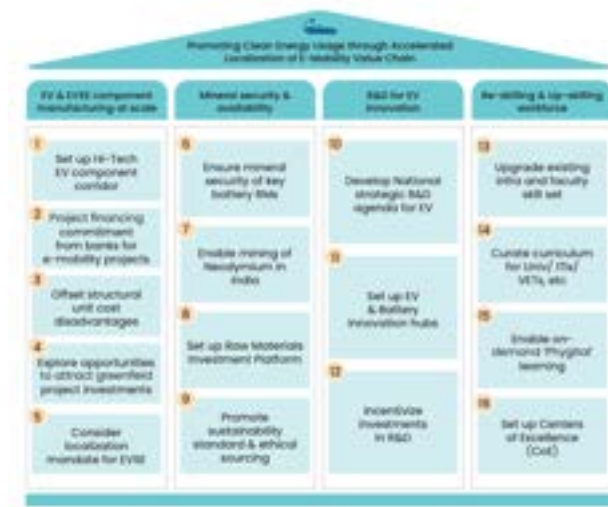 Promoting Clean Energy Usage through Accelerated
Localization of E-Mobility Value Chain
EV & EVSE component
manufacturing at scale
1
Set up Hi-Tech
EV component
corridor
2
Project financing
commitment
from banks for
e-mobility projects
3
Offset structural
unit cost
disadvantages
4
Explore opportunities
to attract greenfield
project investments
5
Consider
localization
mandate for EVSE
Mineral security &
availability
6
Ensure mineral
security of key
battery RMs
7
Enable mining of
Neodymium in
India
8
Set up Raw Materials
Investment Platform
9
Promote
sustainability
standard & ethical
sourcing
R&D for EV
innovation
10
Develop National
strategic R&D
agenda for EV
11
Set up EV
& Battery
innovation hubs
12
Incentivize
investments
in R&D
Re-skilling & Up-skilling
workforce
13
Upgrade existing
infra and faculty
skill set
14
Curate curriculum
for Univ/ ITIs/
VETs, etc
15
Enable on-
demand 'Phygital'
learning
16
Set up Centers
of Excellence
(CoE)